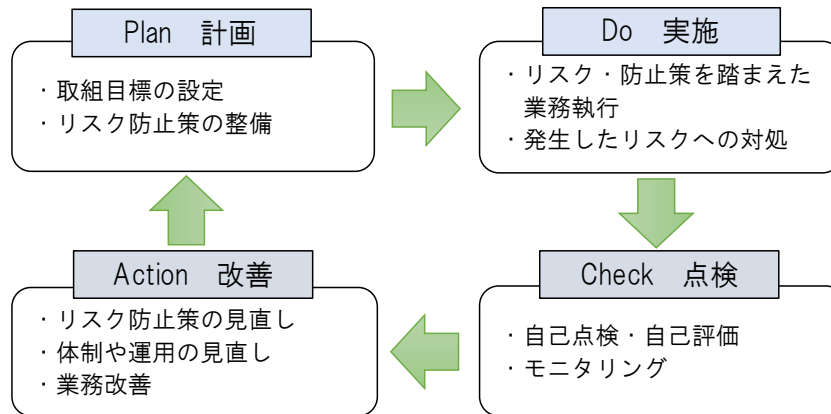 Plan 計画
・取組目標の設定
・リスク防止策の整備
Do 実施
・リスク・防止策を踏まえた
業務執行
・発生したリスクへの対処
Action 改善
・リスク防止策の見直し
・体制や運用の見直し
・業務改善
Check 点検
・自己点検・自己評価
・モニタリング